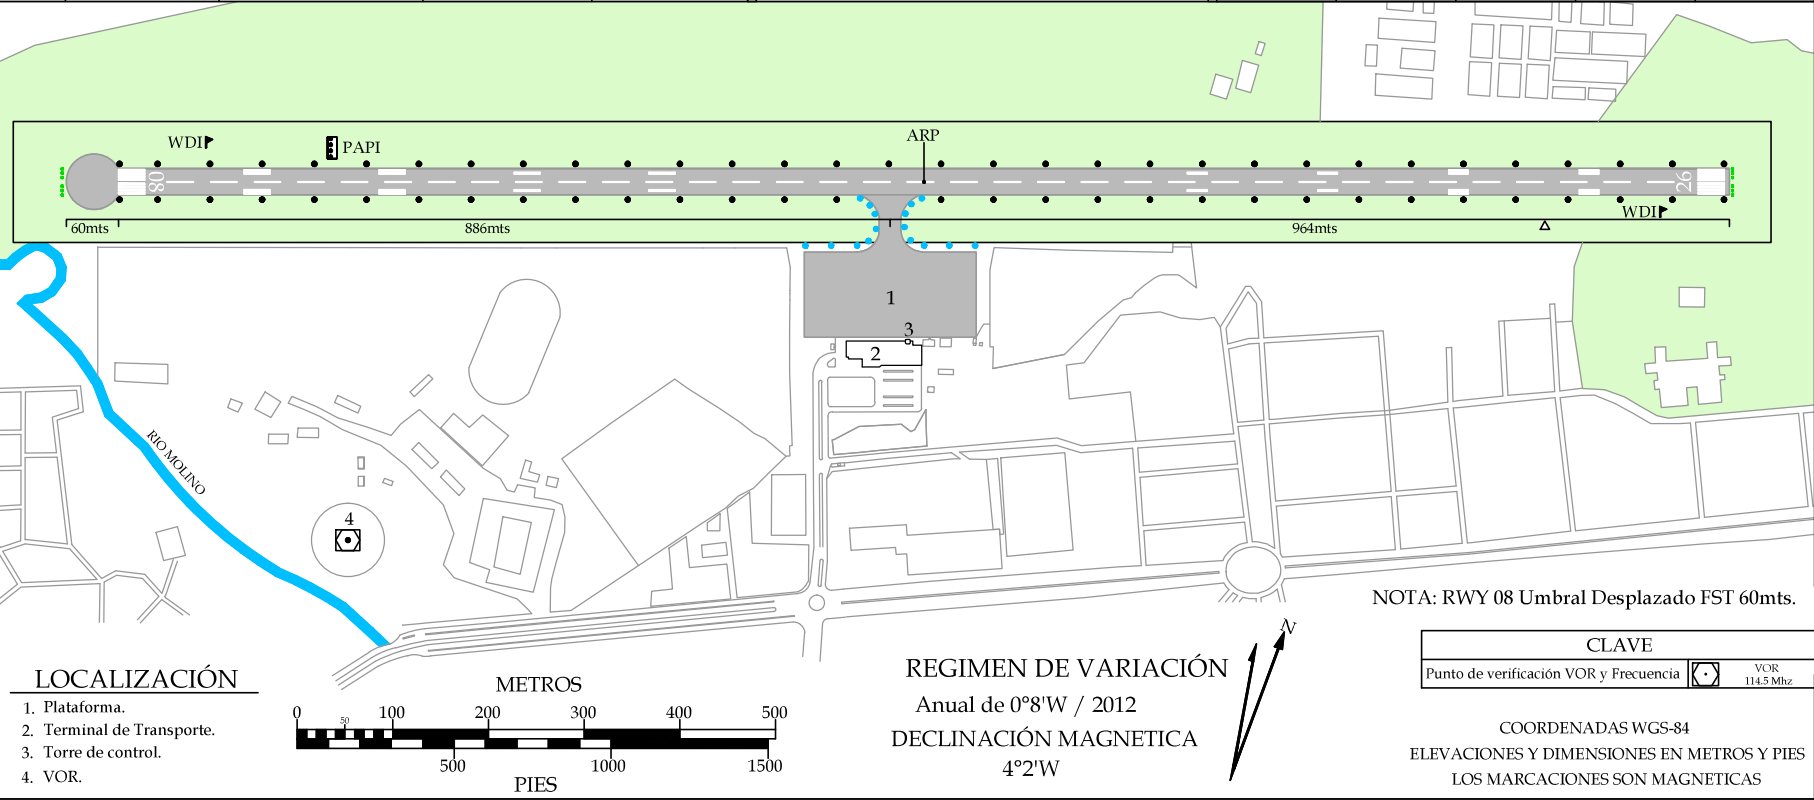 WDI
PAPI
ARP
08
26
WDI
60mts
886mts
964mts
1
3
2
RIO MOLINO
4
NOTA: RWY 08 Umbral Desplazado FST 60mts.
N
CLAVE
Punto de verificación VOR y Frecuencia
VOR
114.5 Mhz
LOCALIZACIÓN
1. Plataforma.
2. Terminal de Transporte.
3. Torre de control.
4. VOR.
METROS
0 50 100 200 300 400 500
500 1000 1500
PIES
REGIMEN DE VARIACIÓN
Anual de 0°8'W / 2012
DECLINACIÓN MAGNETICA
4°2'W
COORDENADAS WGS-84
ELEVACIONES Y DIMENSIONES EN METROS Y PIES
LOS MARCACIONES SON MAGNETICAS